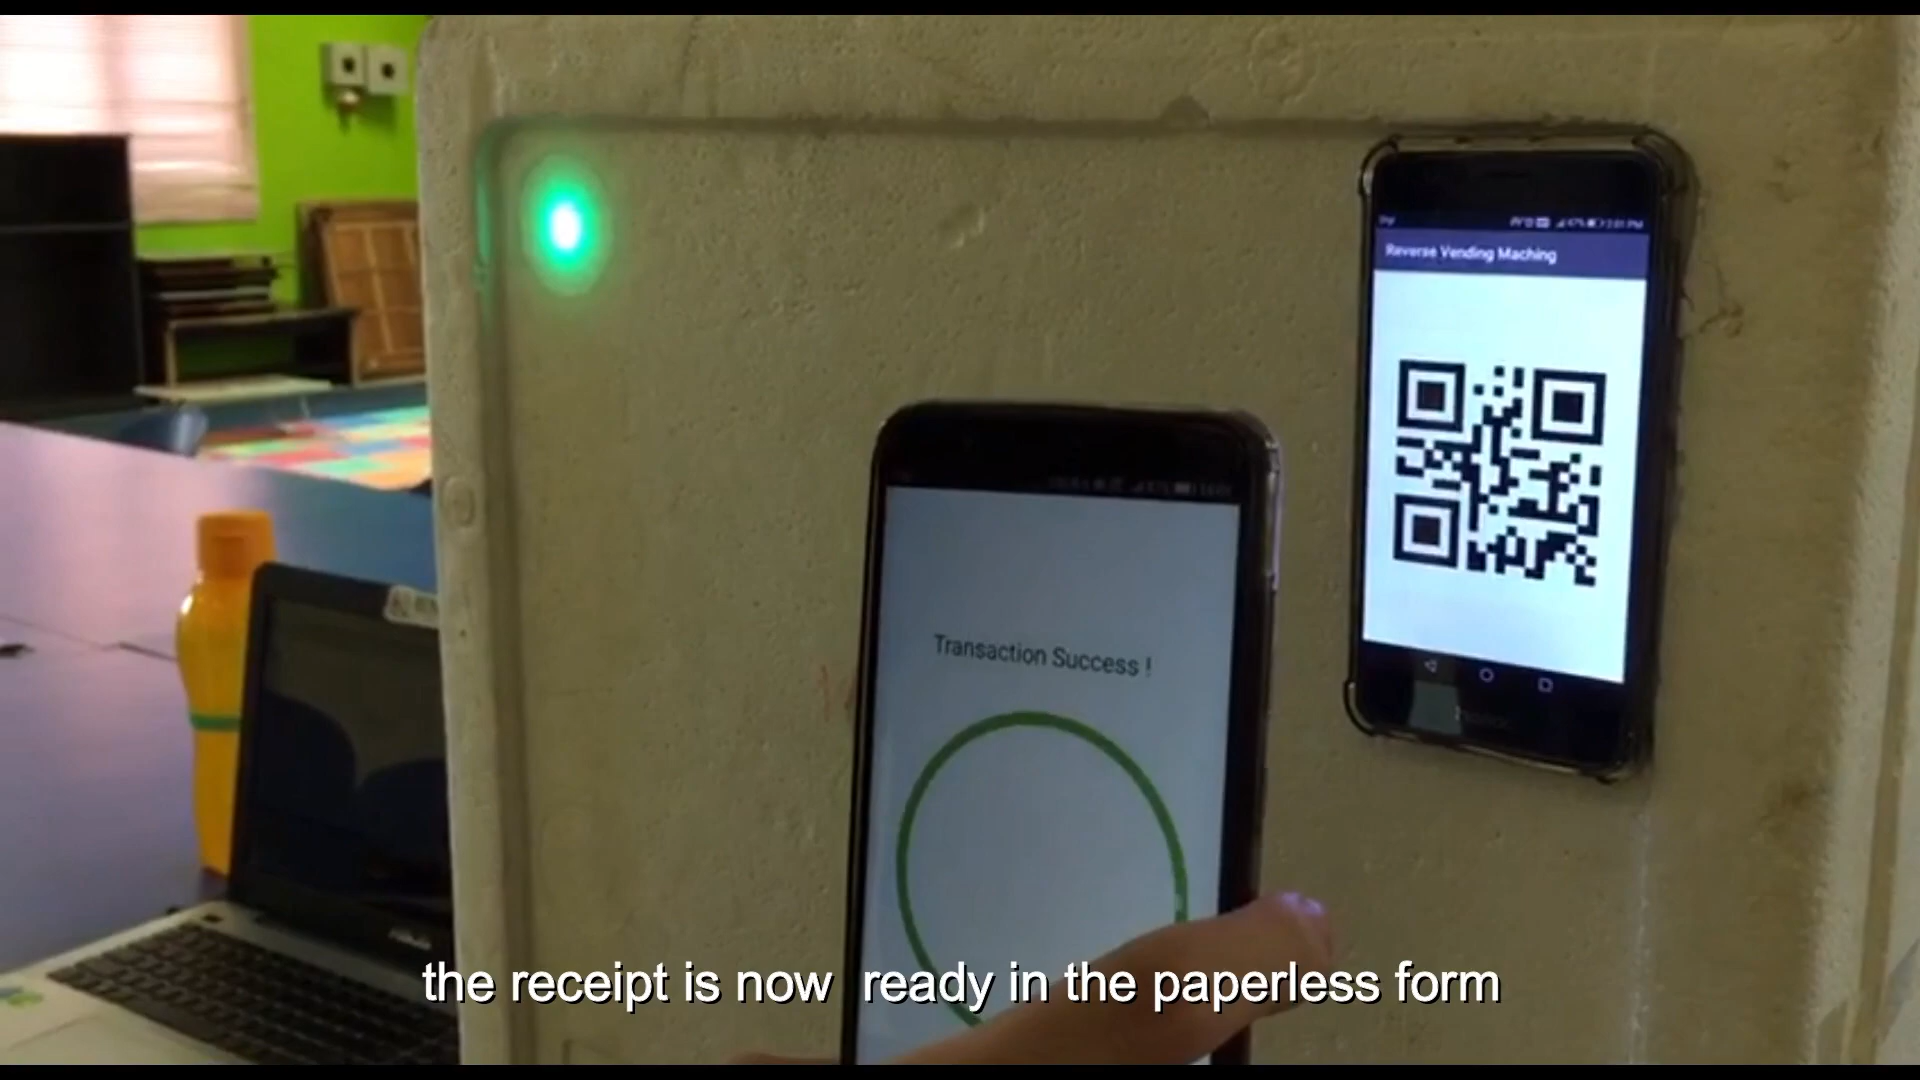 Reverse Vending Maching
Transaction Success !
the receipt is now ready in the paperless form